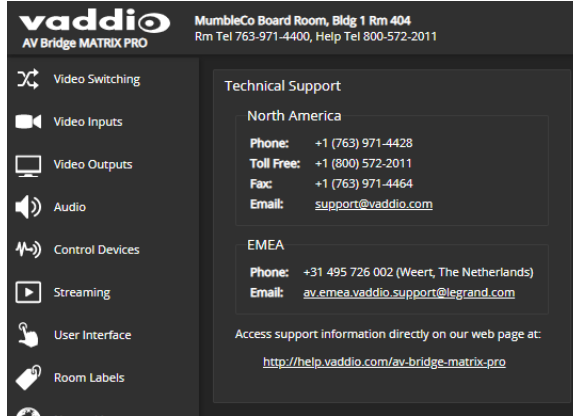 vaddio
AV Bridge MATRIX PRO
MumbleCo Board Room, Bldg 1 Rm 404
Rm Tel 763-971-4400, Help Tel 800-572-2011
Video Switching
Video Inputs
Video Outputs
Audio
Control Devices
Streaming
User Interface
Room Labels
Technical Support
North America
Phone: +1 (763) 971-4428
Toll Free: +1 (800) 572-2011
Fax: +1 (763) 971-4464
Email: support@vaddio.com
EMEA
Phone: +31 495 726 002 (Weert, The Netherlands)
Email: av.emea.vaddio.support@legrand.com
Access support information directly on our web page at:
http://help.vaddio.com/av-bridge-matrix-pro